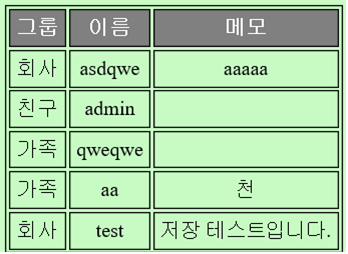 그룹 이름 메모
회사 asdqwe aaaaa
친구 admin
가족 qweqwe
가족 aa 천
회사 test 저장 테스트입니다.